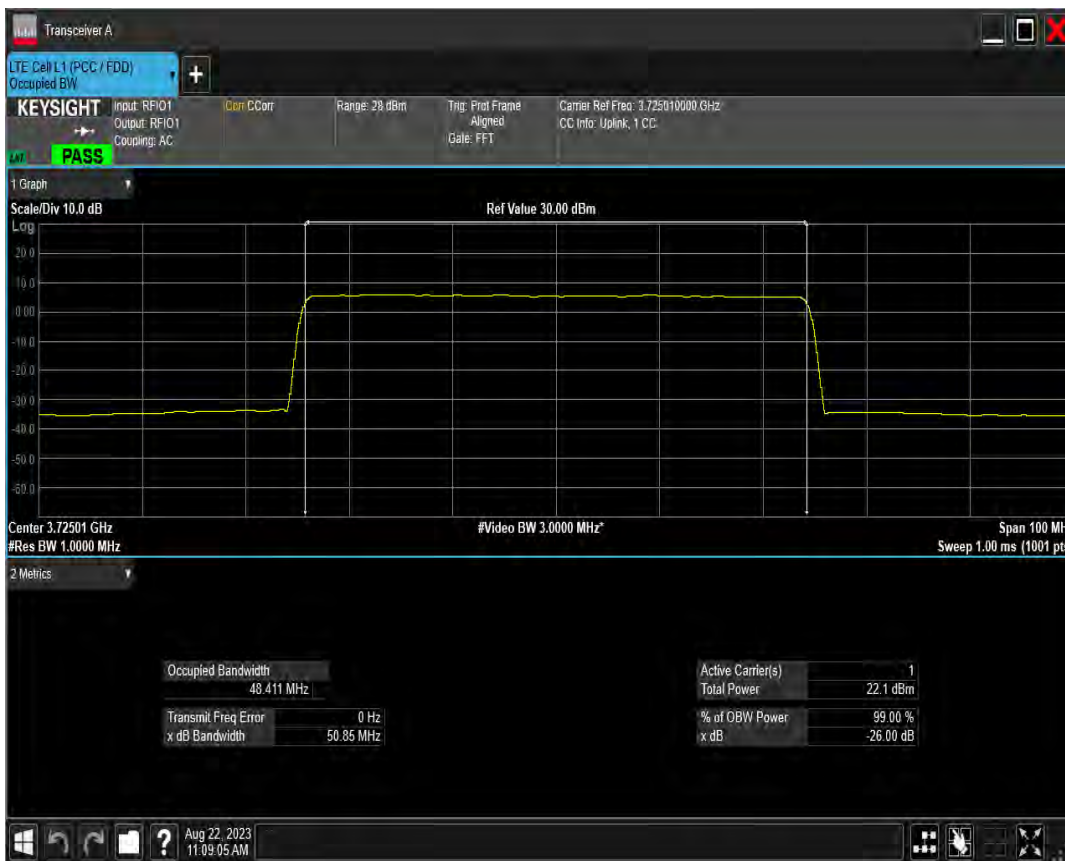 Transceiver A
LTE Cell L1 (PCC / FDD)
Occupied BW
+
KEYSIGHT
PASS
Input: RFIO1
Output: RFIO1
Coupling: AC
Corr CCorr
Range: 28 dBm
Trig: Prot Frame
Aligned
Gate: FFT
Carrier Ref Freq: 3.725010000 GHz
CC Info: Uplink, 1 CC
1 Graph
Scale/Div 10.0 dB
Ref Value 30.00 dBm
Log
20.0
10.0
0.00
-10.0
-20.0
-30.0
-40.0
-50.0
-60.0
Center 3.72501 GHz
#Video BW 3.0000 MHz*
Span 100 MH
#Res BW 1.0000 MHz
Sweep 1.00 ms (1001 pts
2 Metrics
Occupied Bandwidth
48.411 MHz
Transmit Freq Error 0 Hz
x dB Bandwidth 50.85 MHz
Active Carrier(s) 1
Total Power 22.1 dBm
% of OBW Power 99.00 %
x dB -26.00 dB
?
Aug 22, 2023
11:09:05 AM